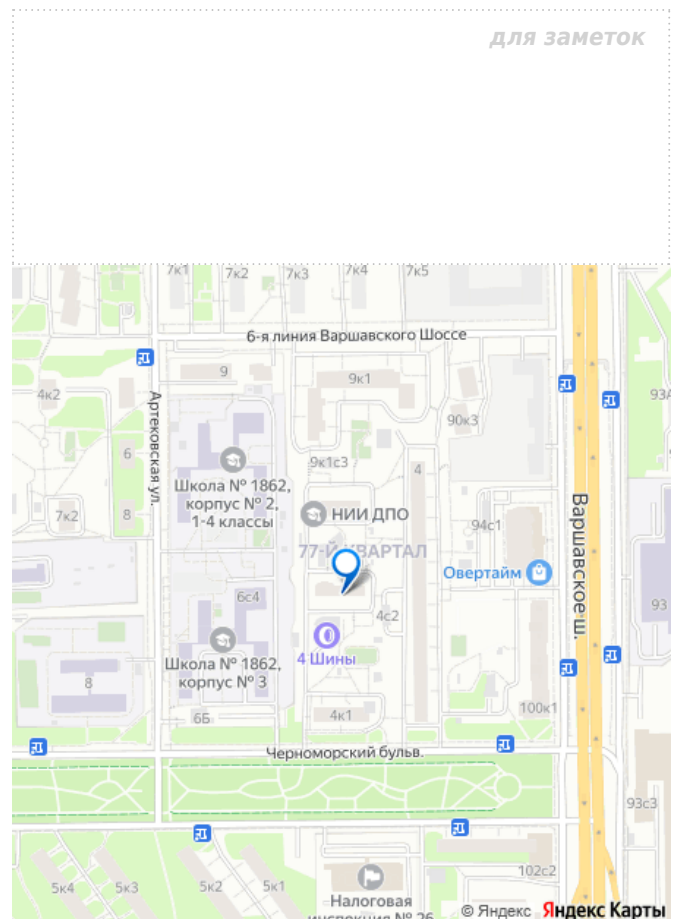 для заметок
7к1
7к2
7к3
7к4
7к5
6-я линия Варшавского Шоссе
9
9к1
4к2
93А
Артековская ул.
90к3
6
9к1с3
4
Школа № 1862,
корпус № 2,
1-4 классы
8
7к2
НИИ ДПО
94с1
Варшавское ш.
77-Й КВАРТАЛ
Овертайм
6с4
4с2
93
4 Шины
Школа № 1862,
корпус № 3
8
6Б
4к1
100к1
Черноморский бульв.
93с3
102с2
5к4
5к3
5к2
5к1
Налоговая
инспекция № 26
© Яндекс
Яндекс Карты